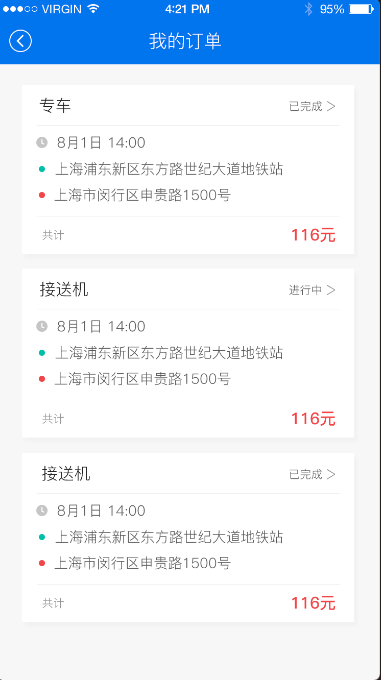 VIRGIN 4:21 PM 95%
我的订单
专车 已完成 >
8月1日 14:00
上海浦东新区东方路世纪大道地铁站
上海市闵行区申贵路1500号
共计 116元
接送机 进行中 >
8月1日 14:00
上海浦东新区东方路世纪大道地铁站
上海市闵行区申贵路1500号
共计 116元
接送机 已完成 >
8月1日 14:00
上海浦东新区东方路世纪大道地铁站
上海市闵行区申贵路1500号
共计 116元